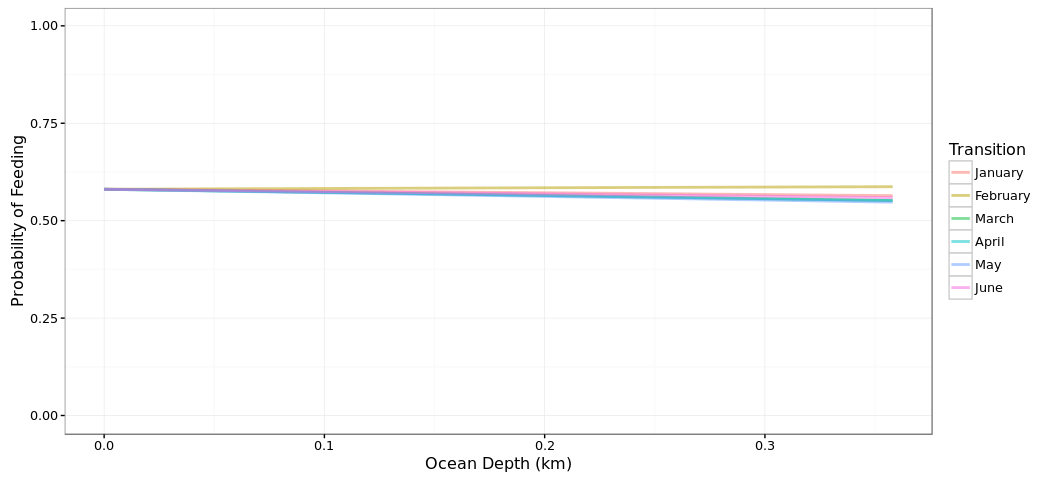 1.00
0.75
0.50
0.25
0.00
Probability of Feeding
0.0
0.1
0.2
0.3
Ocean Depth (km)
Transition
January
February
March
April
May
June